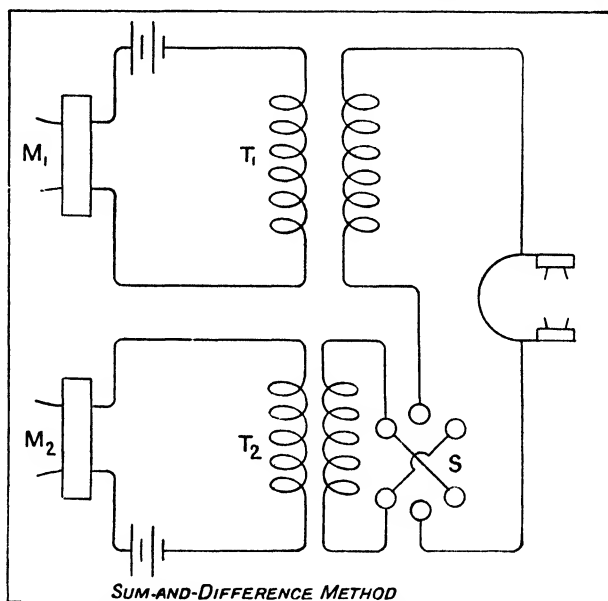 M₁
T₁
M₂
T₂
S
SUM-AND-DIFFERENCE METHOD